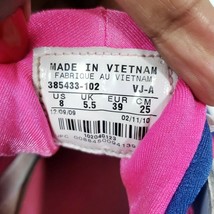 MADE IN VIETNAM
FABRIQUE AU VIETNAM
385433-102 VJ-A
US UK EUR CM
8 5.5 39 25
02/11/10